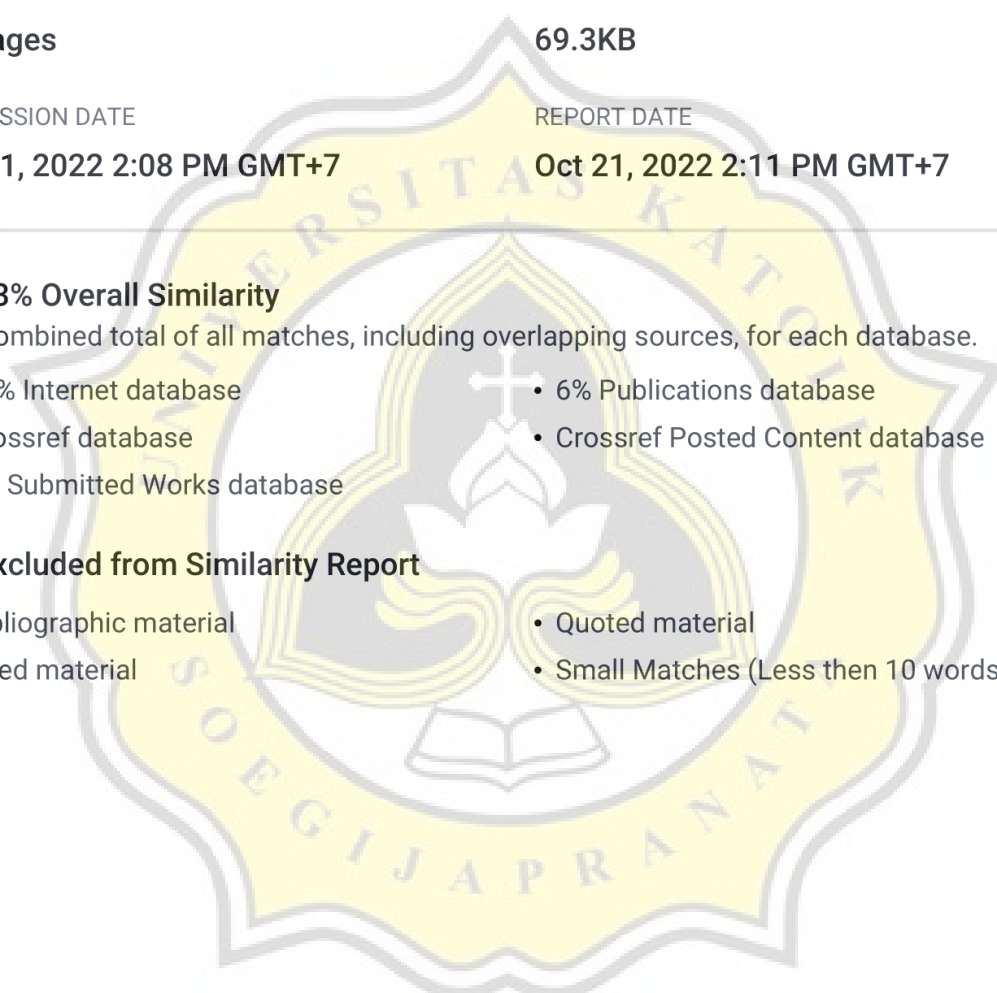 ages 69.3KB
SSION DATE REPORT DATE
1, 2022 2:08 PM GMT+7 Oct 21, 2022 2:11 PM GMT+7
3% Overall Similarity
ombined total of all matches, including overlapping sources, for each database.
% Internet database • 6% Publications database
ossref database • Crossref Posted Content database
Submitted Works database
xcluded from Similarity Report
bliographic material • Quoted material
ed material • Small Matches (Less then 10 words
UNIVERSITAS KATOLIK
SOEGIJAPRANATA